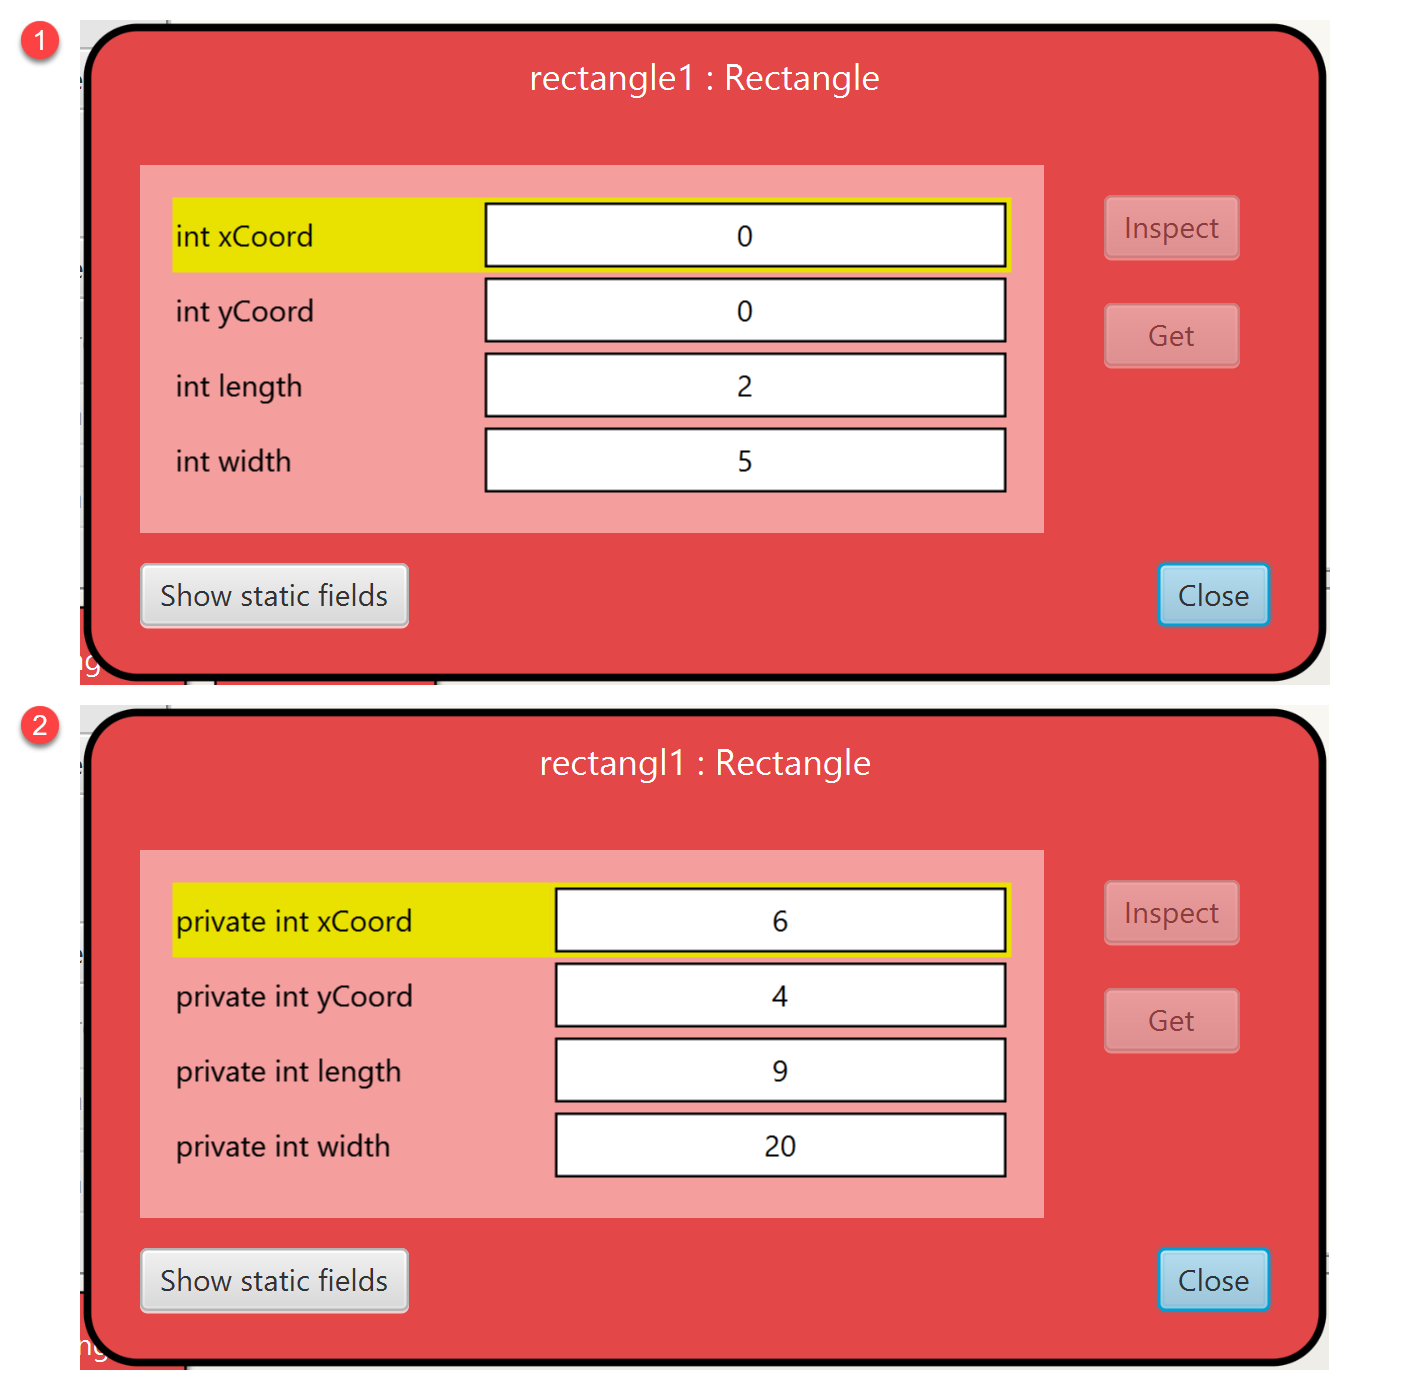 1
rectangle1 : Rectangle
int xCoord 0
Inspect
int yCoord 0
Get
int length 2
int width 5
Show static fields
Close
2
rectangl1 : Rectangle
private int xCoord 6
Inspect
private int yCoord 4
Get
private int length 9
private int width 20
Show static fields
Close